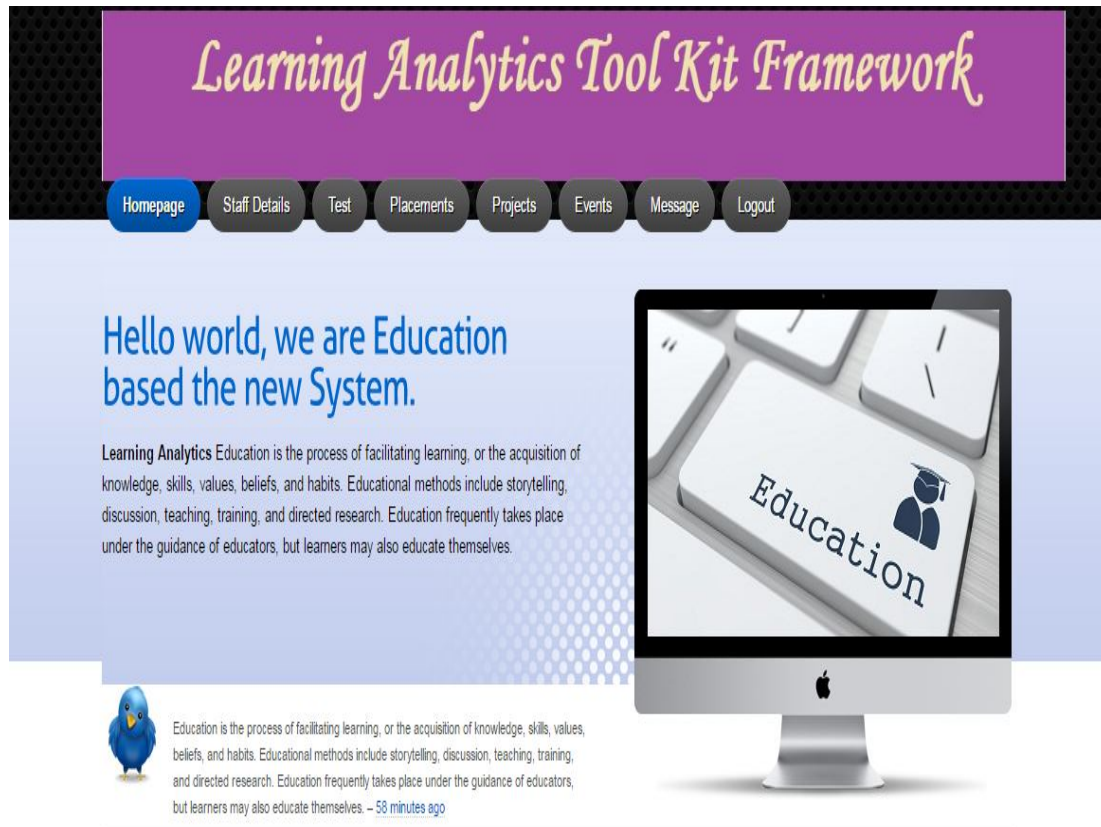 Learning Analytics Tool Kit Framework
Homepage Staff Details Test Placements Projects Events Message Logout
Hello world, we are Education
based the new System.
Learning Analytics Education is the process of facilitating learning, or the acquisition of
knowledge, skills, values, beliefs, and habits. Educational methods include storytelling,
discussion, teaching, training, and directed research. Education frequently takes place
under the guidance of educators, but learners may also educate themselves.
Education
Education is the process of facilitating learning, or the acquisition of knowledge, skills, values,
beliefs, and habits. Educational methods include storytelling, discussion, teaching, training,
and directed research. Education frequently takes place under the guidance of educators,
but learners may also educate themselves. – 58 minutes ago